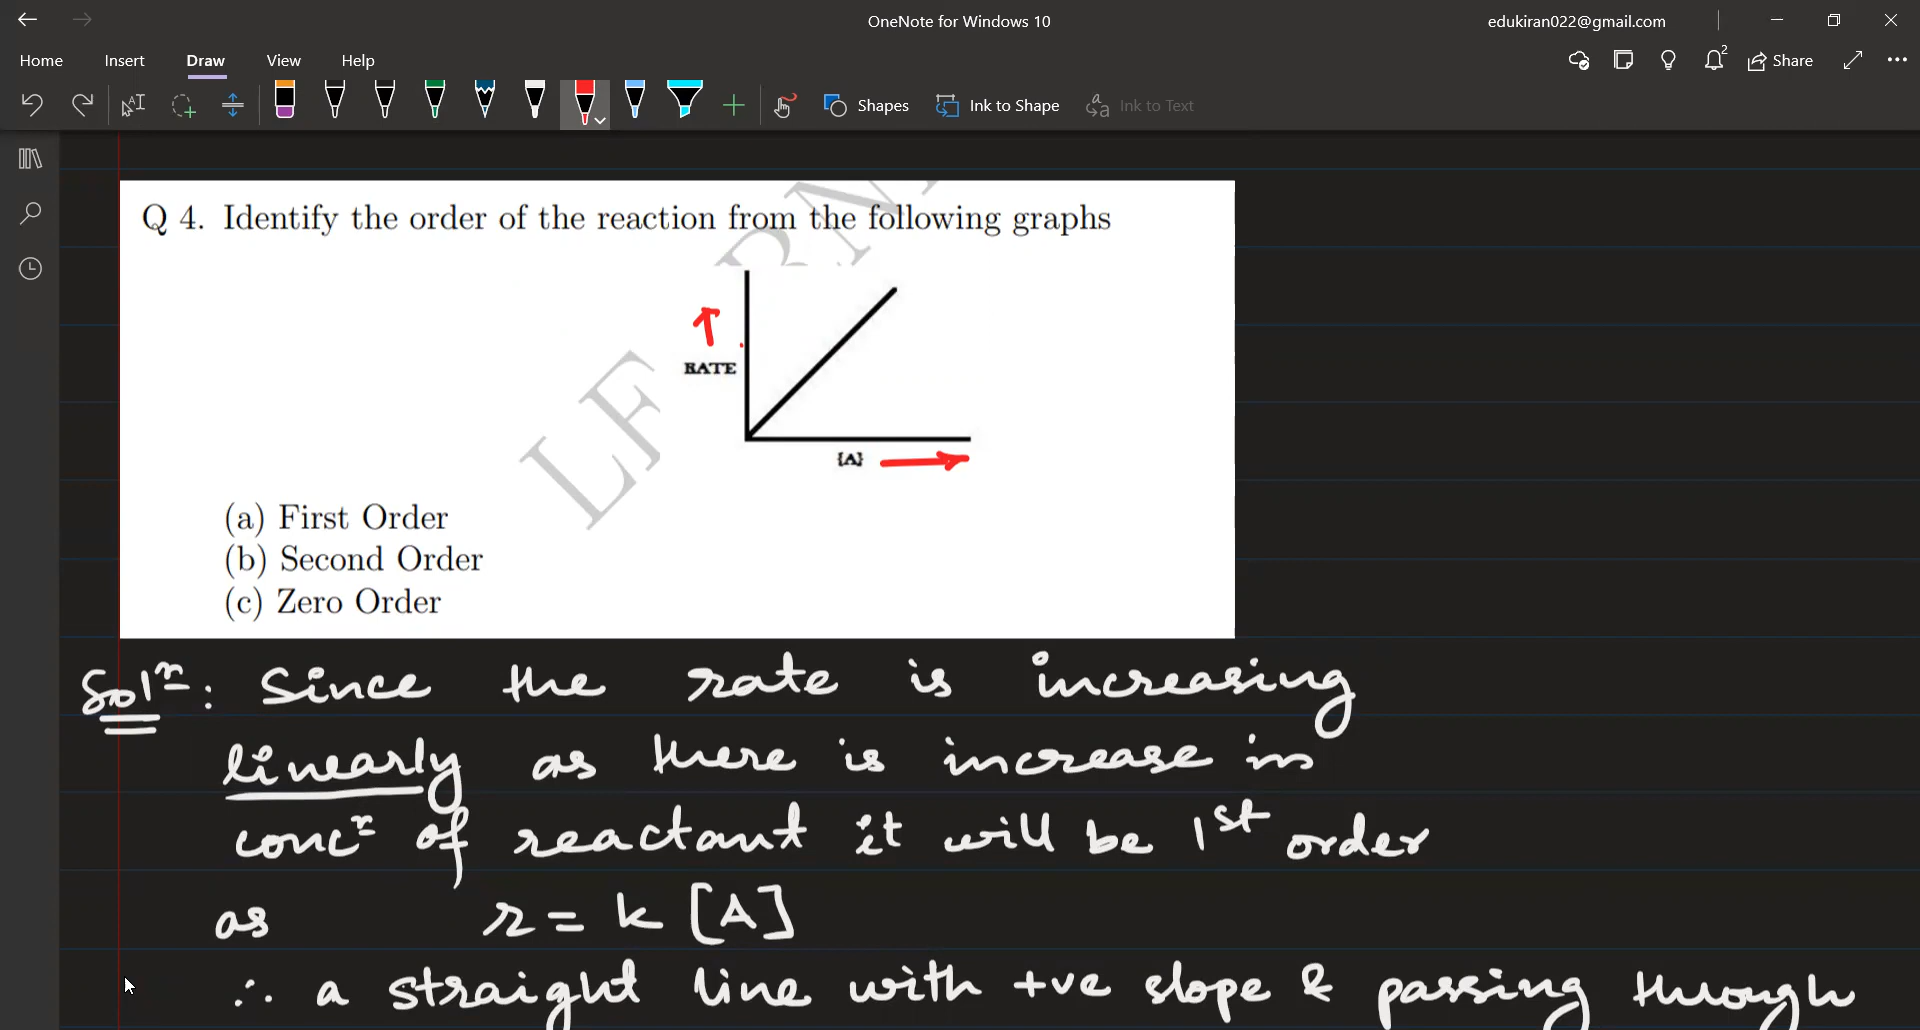 OneNote for Windows 10
edukiran022@gmail.com
Home Insert Draw View Help
2
Share
Shapes Ink to Shape Ink to Text
Q 4. Identify the order of the reaction from the following graphs
RATE
{A}
(a) First Order
(b) Second Order
(c) Zero Order
Solⁿ: Since the rate is increasing
linearly as there is increase in
concⁿ of reactant it will be 1st order
as r = k [A]
∴ a straight line with +ve slope & passing through